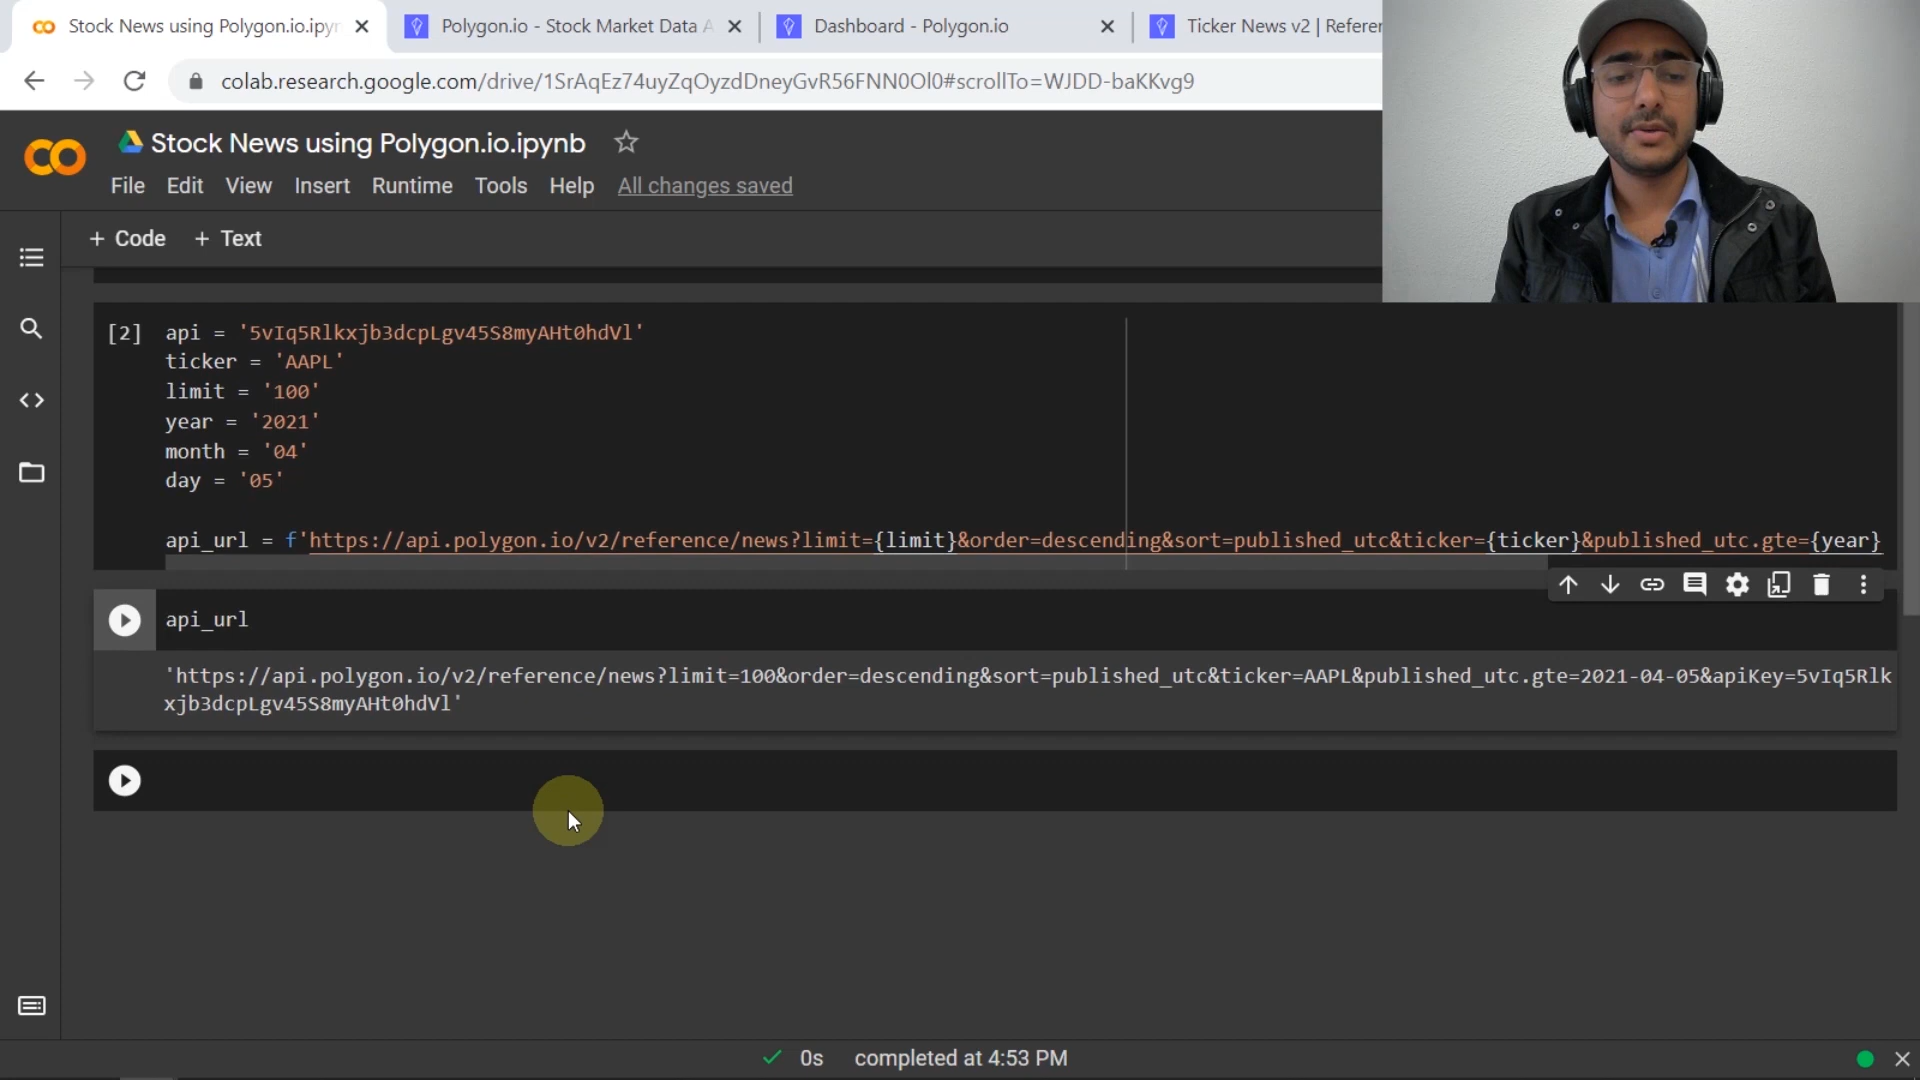 Stock News using Polygon.io.ipyn
Polygon.io - Stock Market Data A
Dashboard - Polygon.io
Ticker News v2 | Refere
colab.research.google.com/drive/1SrAqEz74uyZqOyzdDneyGvR56FNN0Ol0#scrollTo=WJDD-baKKvg9
Stock News using Polygon.io.ipynb
File Edit View Insert Runtime Tools Help All changes saved
+ Code + Text
[2] api = '5vIq5Rlkxjb3dcpLgv45S8myAHt0hdVl'
ticker = 'AAPL'
limit = '100'
year = '2021'
month = '04'
day = '05'
api_url = f'https://api.polygon.io/v2/reference/news?limit={limit}&order=descending&sort=published_utc&ticker={ticker}&published_utc.gte={year}
api_url
'https://api.polygon.io/v2/reference/news?limit=100&order=descending&sort=published_utc&ticker=AAPL&published_utc.gte=2021-04-05&apiKey=5vIq5Rlk
xjb3dcpLgv45S8myAHt0hdVl'
0s completed at 4:53 PM